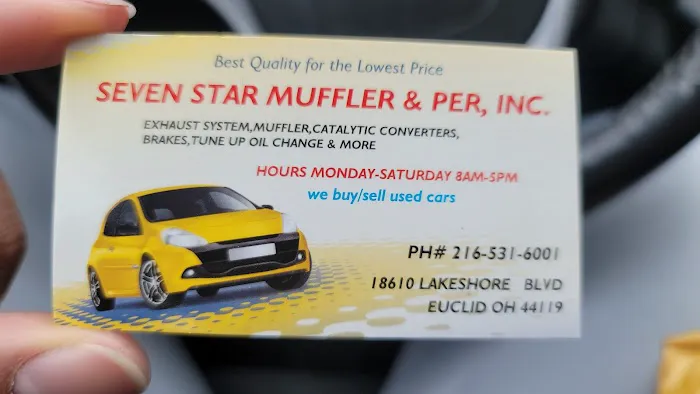 Best Quality for the Lowest Price
SEVEN STAR MUFFLER & PER, INC.
EXHAUST SYSTEM,MUFFLER,CATALYTIC CONVERTERS,
BRAKES,TUNE UP OIL CHANGE & MORE
HOURS MONDAY-SATURDAY 8AM-5PM
we buy/sell used cars
PH# 216-531-6001
18610 LAKESHORE BLVD
EUCLID OH 44119